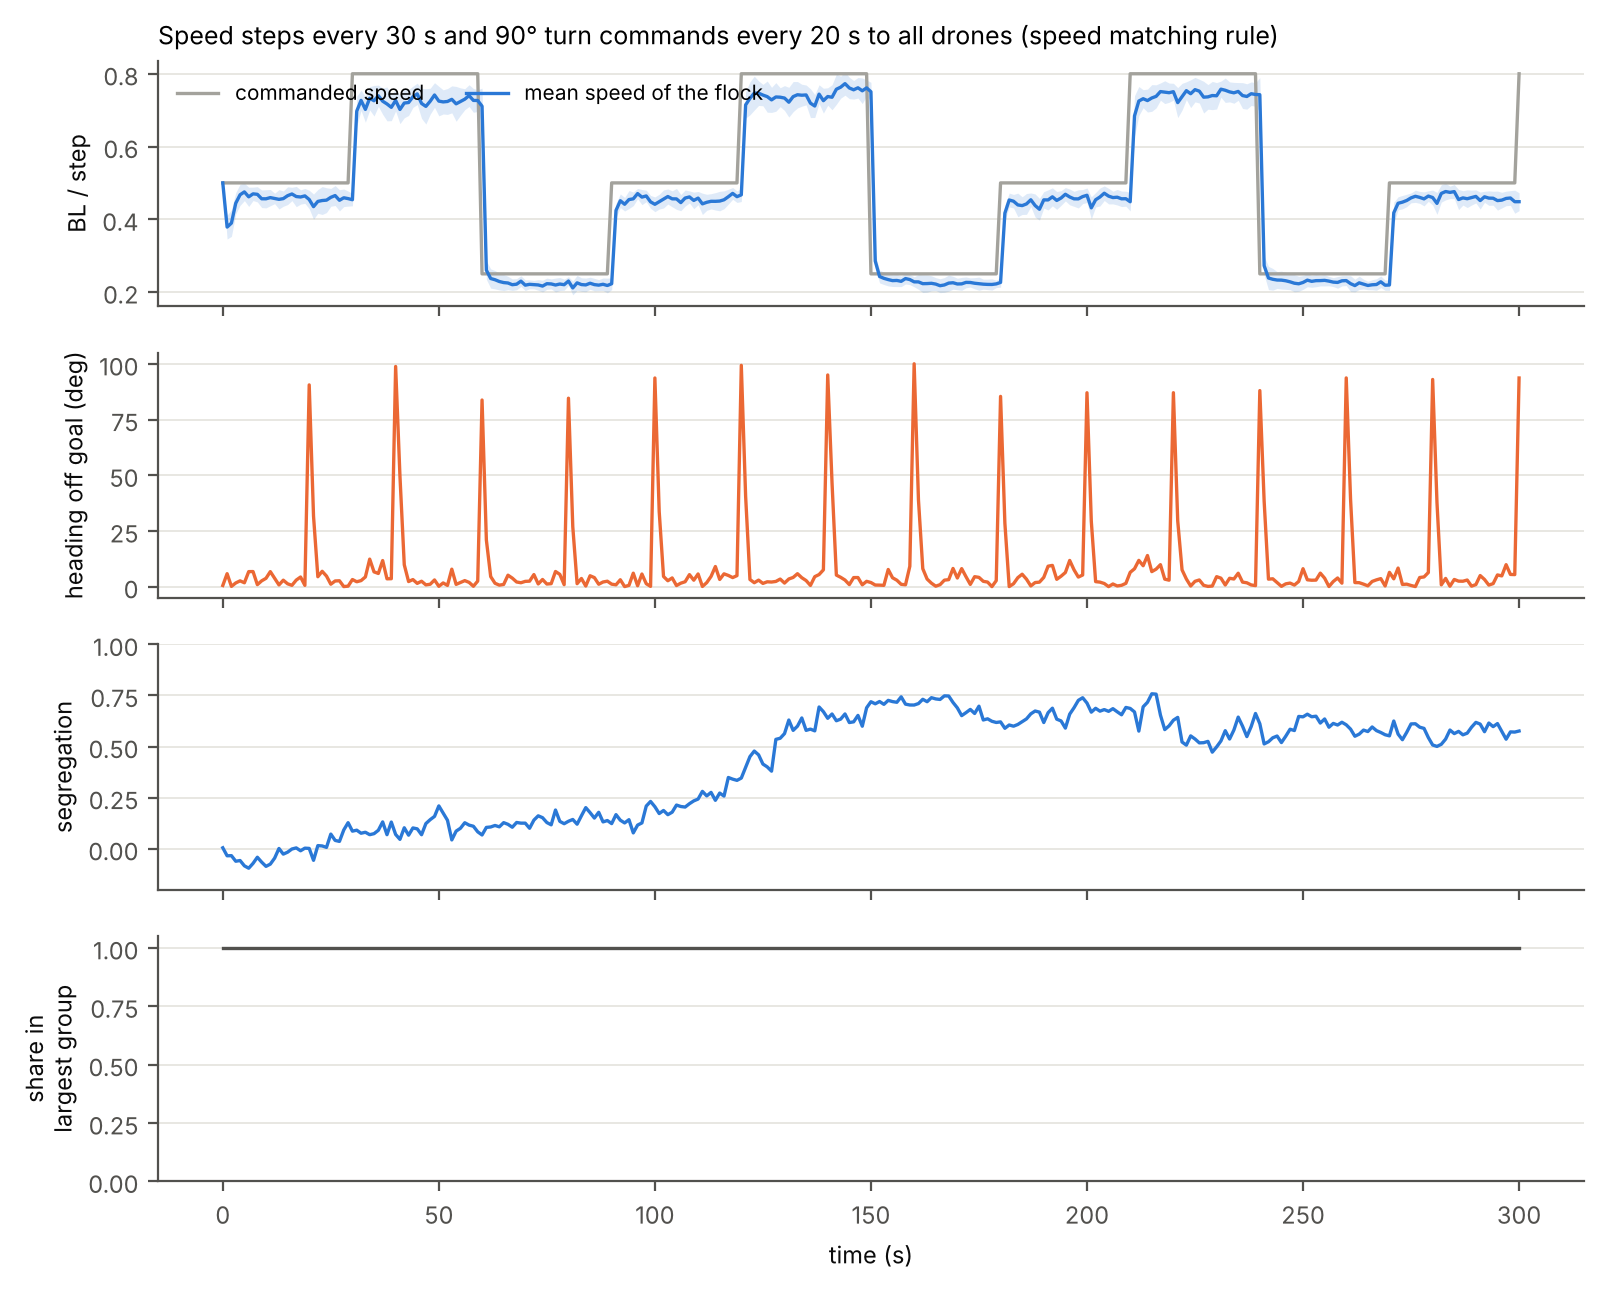 Speed steps every 30 s and 90° turn commands every 20 s to all drones (speed matching rule)
commanded speed
mean speed of the flock
BL / step
0.8
0.6
0.4
0.2
heading off goal (deg)
100
75
50
25
0
segregation
1.00
0.75
0.50
0.25
0.00
share in
largest group
1.00
0.75
0.50
0.25
0.00
0
50
100
150
200
250
300
time (s)